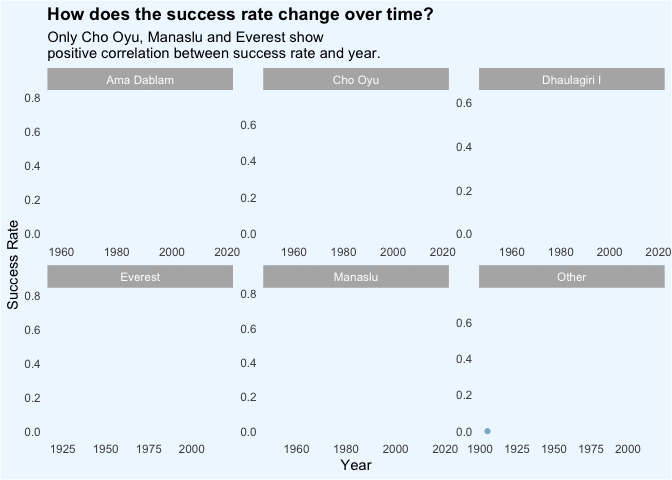 How does the success rate change over time?
Only Cho Oyu, Manaslu and Everest show
positive correlation between success rate and year.
Ama Dablam Cho Oyu Dhaulagiri I
0.8 0.6 0.4 0.2 0.0
0.6 0.4 0.2 0.0
0.6 0.4 0.2 0.0
1960 1980 2000 2020
1960 1980 2000 2020
1960 1980 2000 2020
Success Rate
Everest Manaslu Other
0.8 0.6 0.4 0.2 0.0
0.8 0.6 0.4 0.2 0.0
0.6 0.4 0.2 0.0
1925 1950 1975 2000
1960 1980 2000 2020
1900 1925 1950 1975 2000
Year